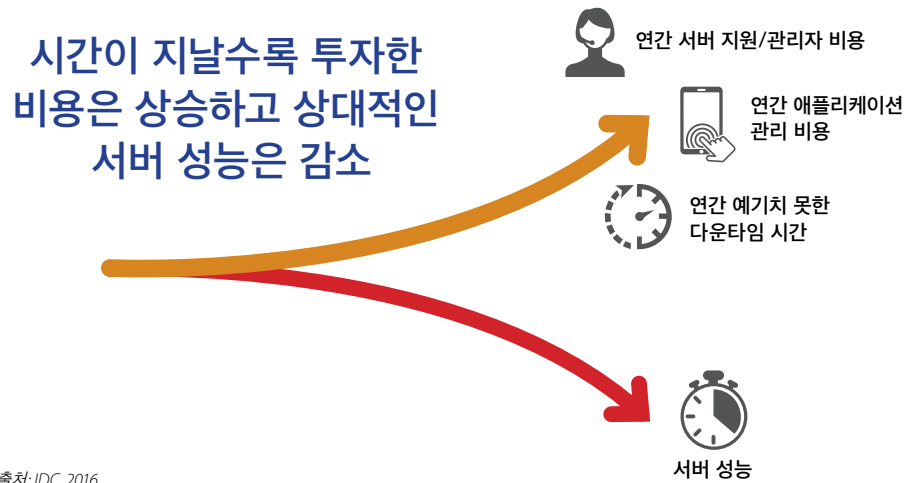 시간이 지날수록 투자한
비용은 상승하고 상대적인
서버 성능은 감소
연간 서버 지원/관리자 비용
연간 애플리케이션
관리 비용
연간 예기치 못한
다운타임 시간
서버 성능
출처: IDC, 2016